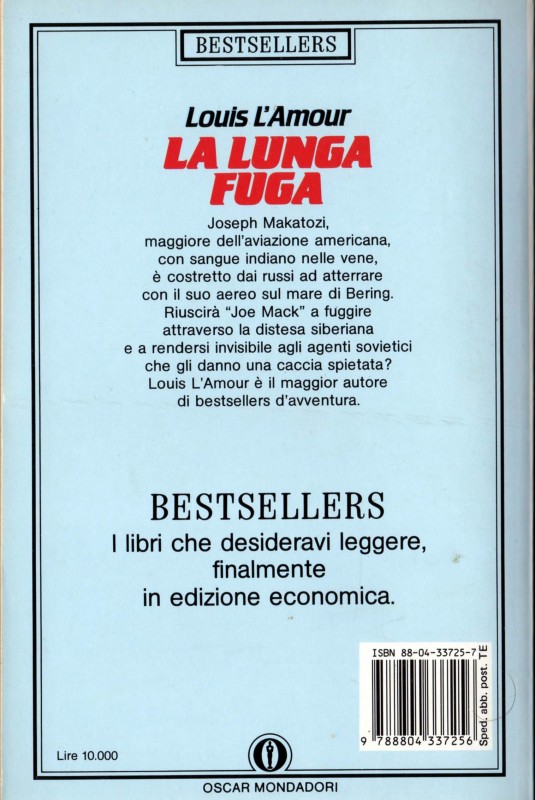 BESTSELLERS
Louis L'Amour
LA LUNGA
FUGA
Joseph Makatozi,
maggiore dell'aviazione americana,
con sangue indiano nelle vene,
è costretto dai russi ad atterrare
con il suo aereo sul mare di Bering.
Riuscirà “Joe Mack” a fuggire
attraverso la distesa siberiana
e a rendersi invisibile agli agenti sovietici
che gli danno una caccia spietata?
Louis L'Amour è il maggior autore
di bestsellers d'avventura.
BESTSELLERS
I libri che desideravi leggere,
finalmente
in edizione economica.
ISBN 88-04-33725-7
9 788804 337256
Sped. abb. post. TE
Lire 10.000
OSCAR MONDADORI